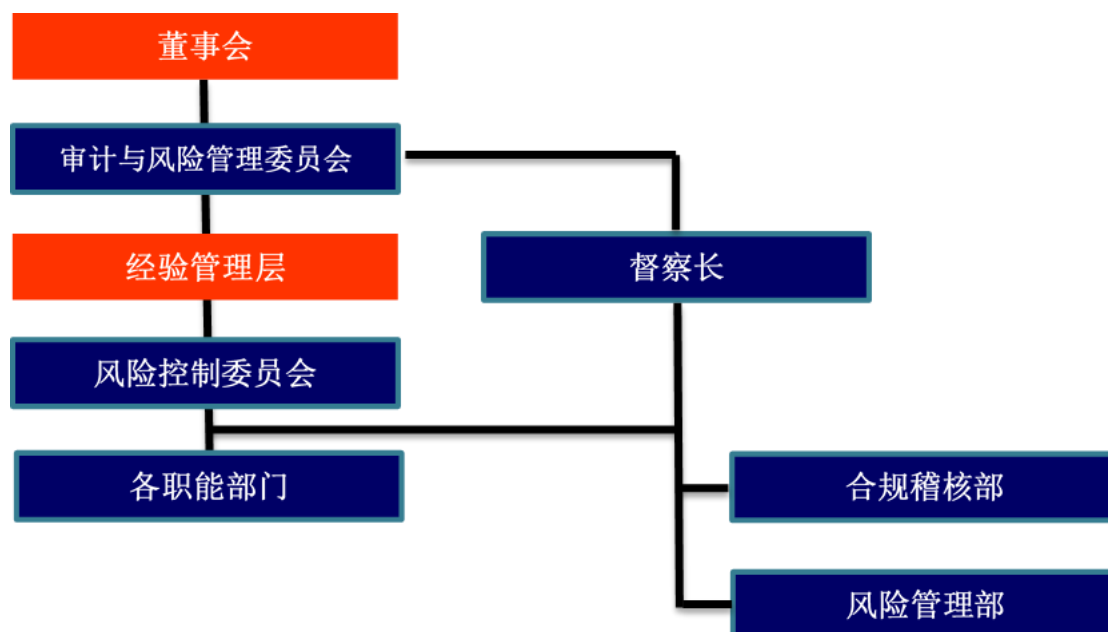 董事会
审计与风险管理委员会
经验管理层
督察长
风险控制委员会
各职能部门
合规稽核部
风险管理部